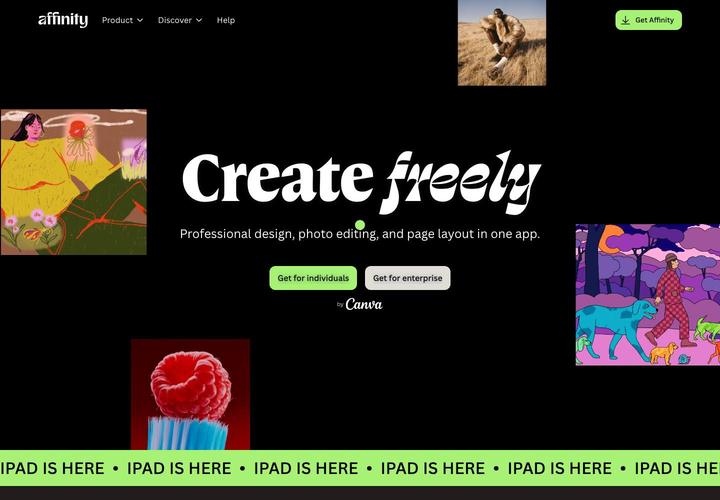 affinity
Product
Discover
Help
Get Affinity
Create freely
Professional design, photo editing, and page layout in one app.
Get for individuals
Get for enterprise
by Canva
IPAD IS HERE • IPAD IS HERE • IPAD IS HERE • IPAD IS HERE • IPAD IS HERE • IPAD IS HE